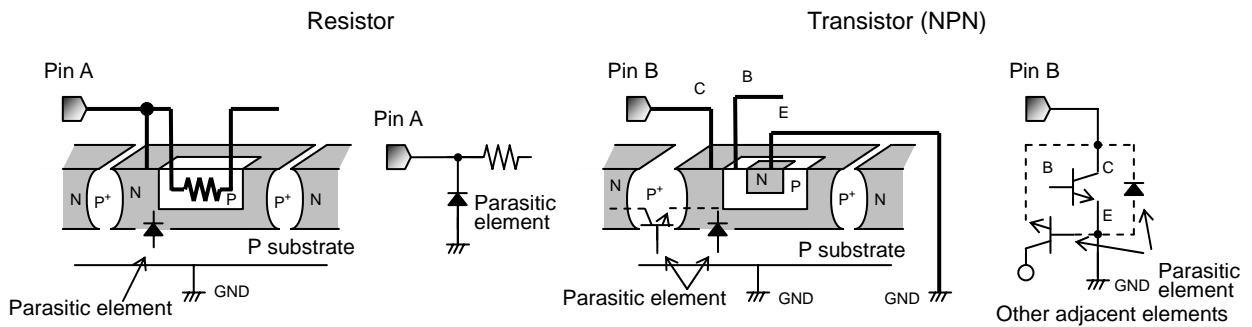 Resistor
Transistor (NPN)
Pin A
N
P+
N
P
P+
N
P substrate
Parasitic element
GND
Pin A
Parasitic
element
Pin B
C
B
E
N
P+
N
N
P
P+
N
P substrate
Parasitic element
GND
GND
Pin B
B
C
E
Parasitic
element
Other adjacent elements